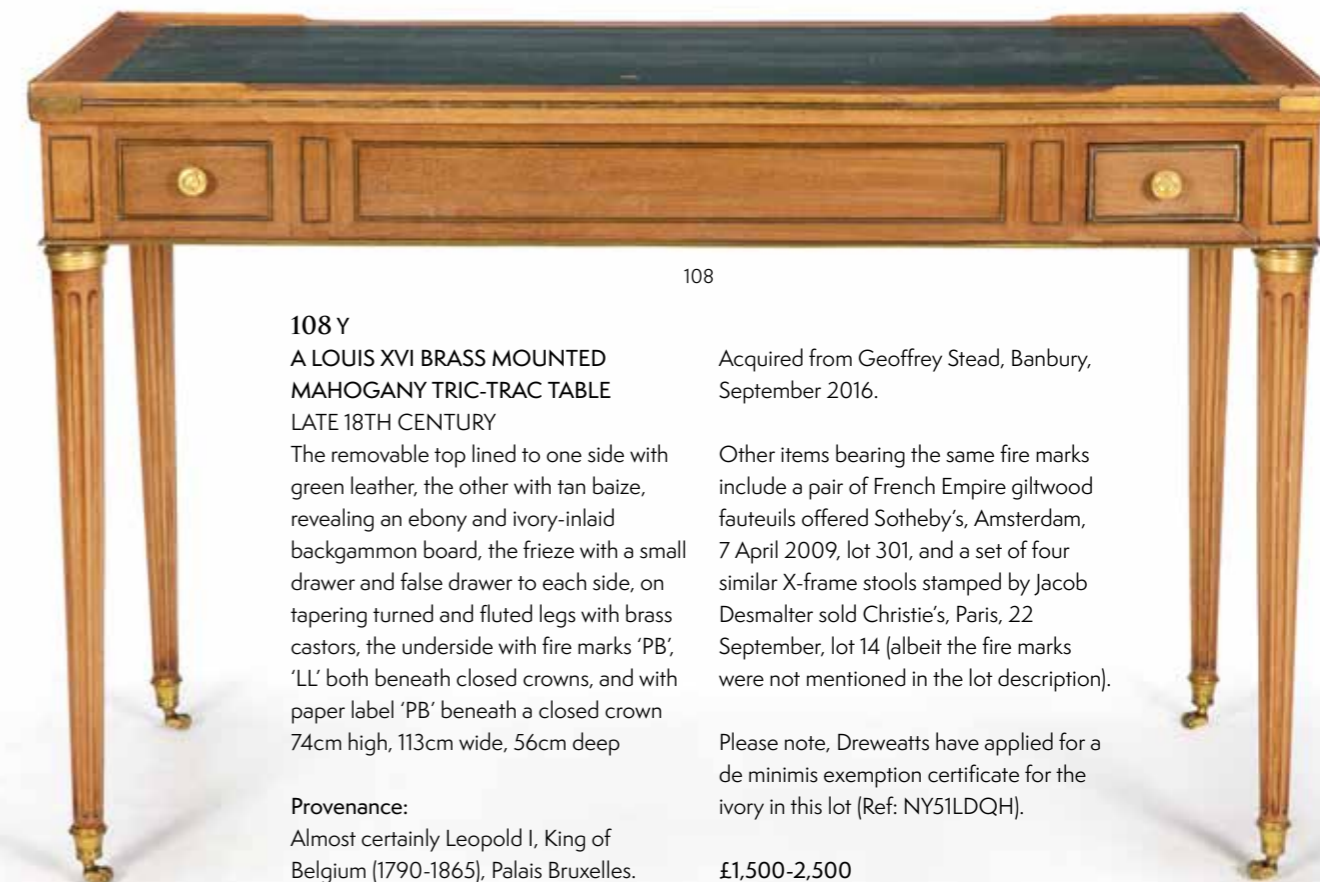 108
108 Y
A LOUIS XVI BRASS MOUNTED
MAHOGANY TRIC-TRAC TABLE
LATE 18TH CENTURY
The removable top lined to one side with
green leather, the other with tan baize,
revealing an ebony and ivory-inlaid
backgammon board, the frieze with a small
drawer and false drawer to each side, on
tapering turned and fluted legs with brass
castors, the underside with fire marks ‘PB’,
‘LL’ both beneath closed crowns, and with
paper label ‘PB’ beneath a closed crown
74cm high, 113cm wide, 56cm deep
Provenance:
Almost certainly Leopold I, King of
Belgium (1790-1865), Palais Bruxelles.
Acquired from Geoffrey Stead, Banbury,
September 2016.
Other items bearing the same fire marks
include a pair of French Empire giltwood
fauteuils offered Sotheby’s, Amsterdam,
7 April 2009, lot 301, and a set of four
similar X-frame stools stamped by Jacob
Desmalter sold Christie’s, Paris, 22
September, lot 14 (albeit the fire marks
were not mentioned in the lot description).
Please note, Dreweatts have applied for a
de minimis exemption certificate for the
ivory in this lot (Ref: NY51LDQH).
£1,500-2,500